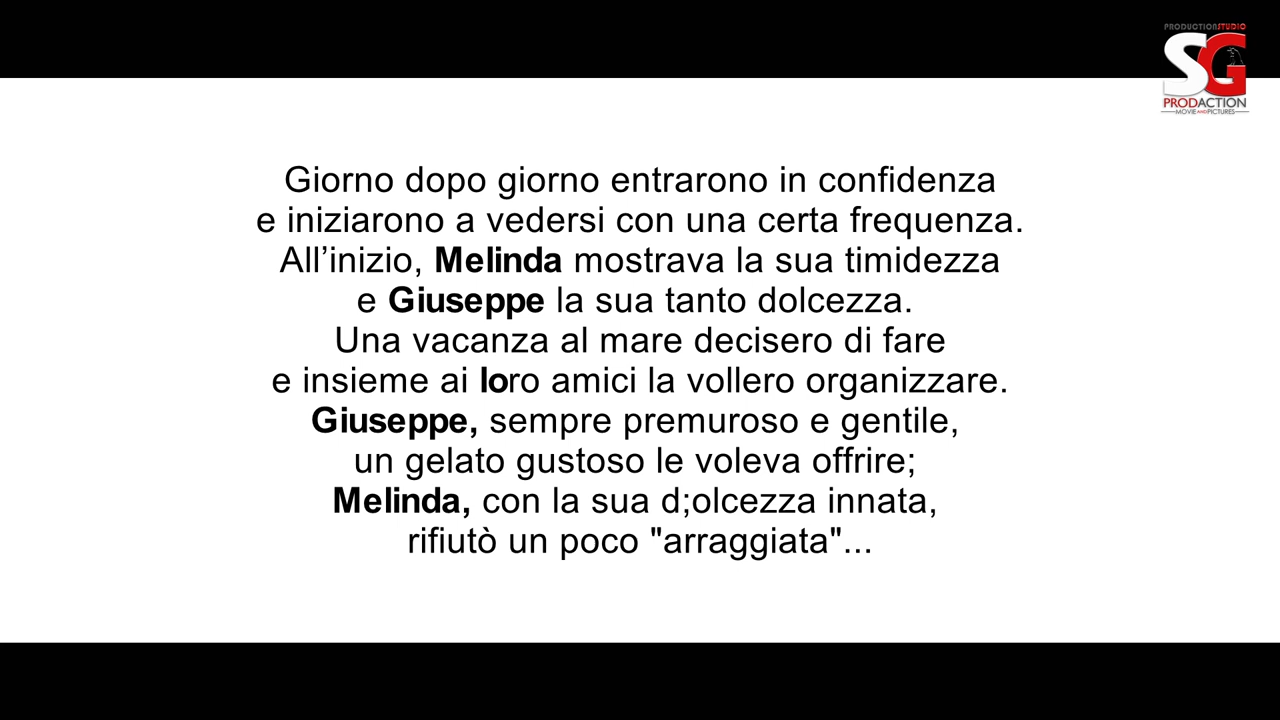 PRODUCTIONSTUDIO
SG
PRODACTION
MOVIE AND PICTURES
Giorno dopo giorno entrarono in confidenza
e iniziarono a vedersi con una certa frequenza.
All’inizio, Melinda mostrava la sua timidezza
e Giuseppe la sua tanto dolcezza.
Una vacanza al mare decisero di fare
e insieme ai loro amici la vollero organizzare.
Giuseppe, sempre premuroso e gentile,
un gelato gustoso le voleva offrire;
Melinda, con la sua d;olcezza innata,
rifiutò un poco "arraggiata"...